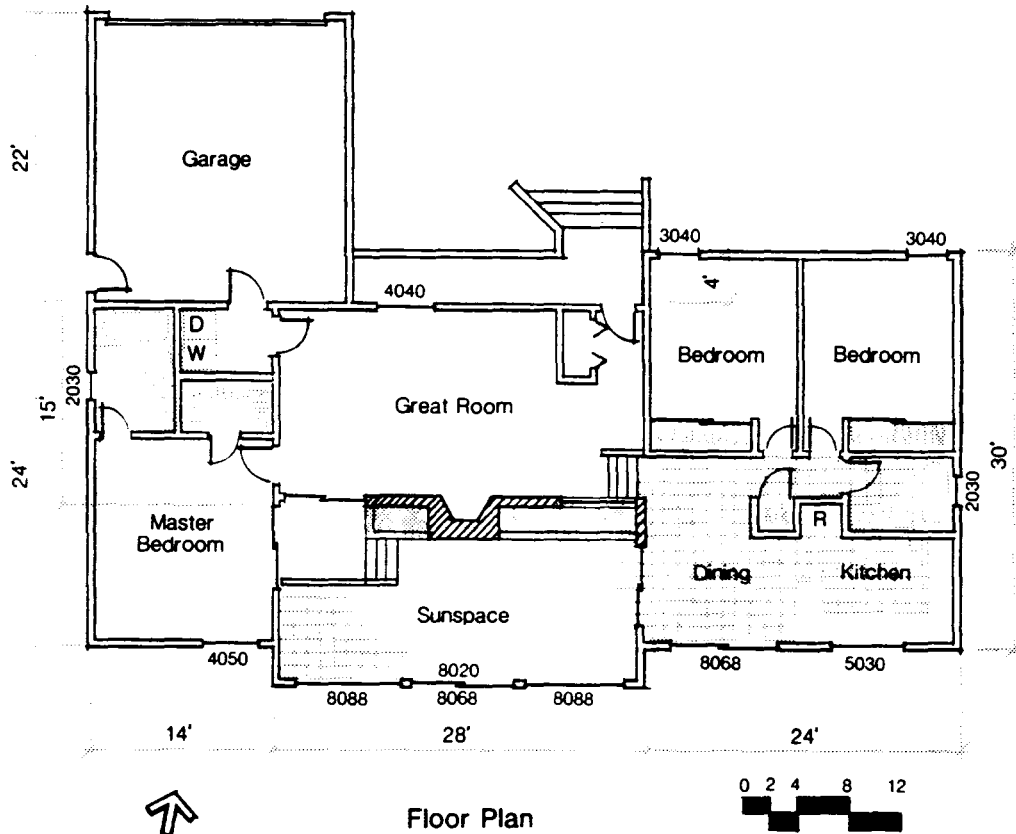 Garage
22'
3040
3040
4'
4040
D
W
Bedroom
Bedroom
2030
15'
Great Room
24'
30'
2030
Master
Bedroom
R
Dining
Kitchen
Sunspace
4050
8020
8068
5030
8088
8068
8088
14'
28'
24'
0 2 4 8 12
Floor Plan